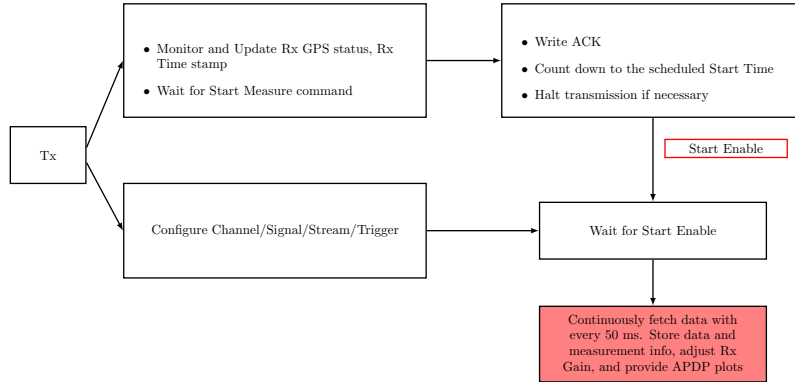 • Monitor and Update Rx GPS status, Rx
Time stamp
• Wait for Start Measure command
• Write ACK
• Count down to the scheduled Start Time
• Halt transmission if necessary
Tx
Start Enable
Configure Channel/Signal/Stream/Trigger
Wait for Start Enable
Continuously fetch data with
every 50 ms. Store data and
measurement info, adjust Rx
Gain, and provide APDP plots